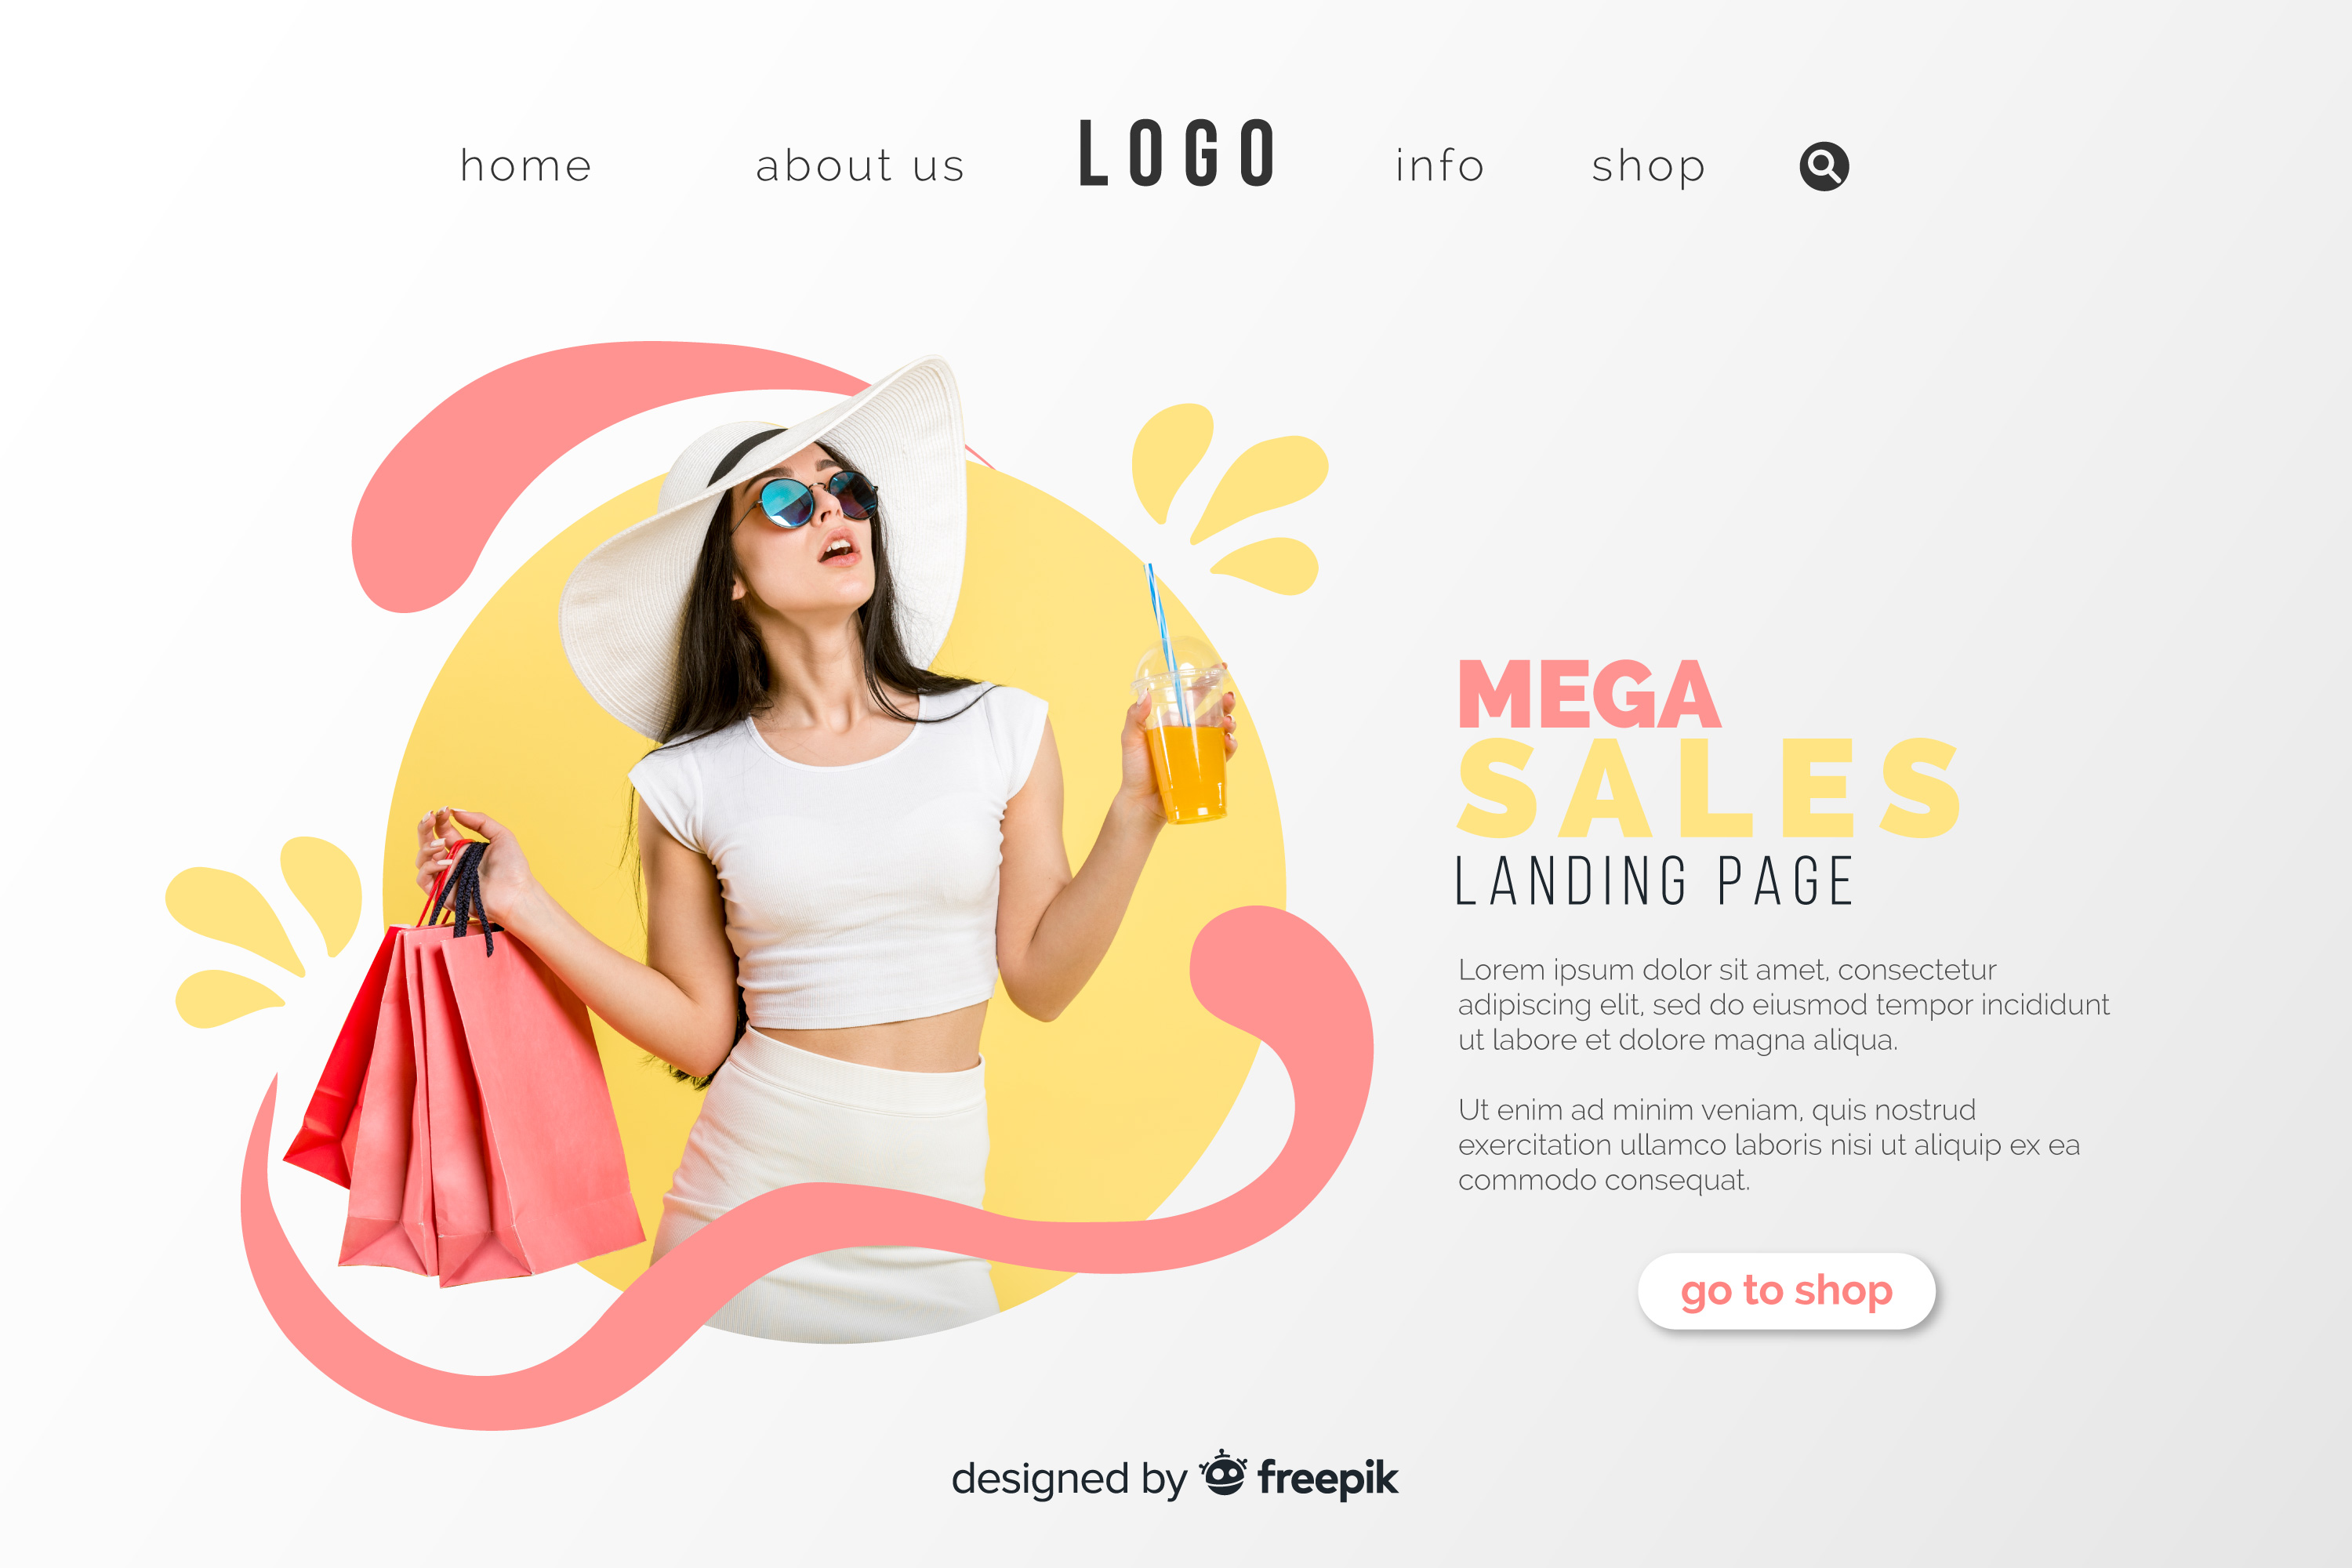 home about us LOGO info shop
MEGA
SALES
LANDING PAGE
Lorem ipsum dolor sit amet, consectetur
adipiscing elit, sed do eiusmod tempor incididunt
ut labore et dolore magna aliqua.
Ut enim ad minim veniam, quis nostrud
exercitation ullamco laboris nisi ut aliquip ex ea
commodo consequat.
go to shop
designed by freepik